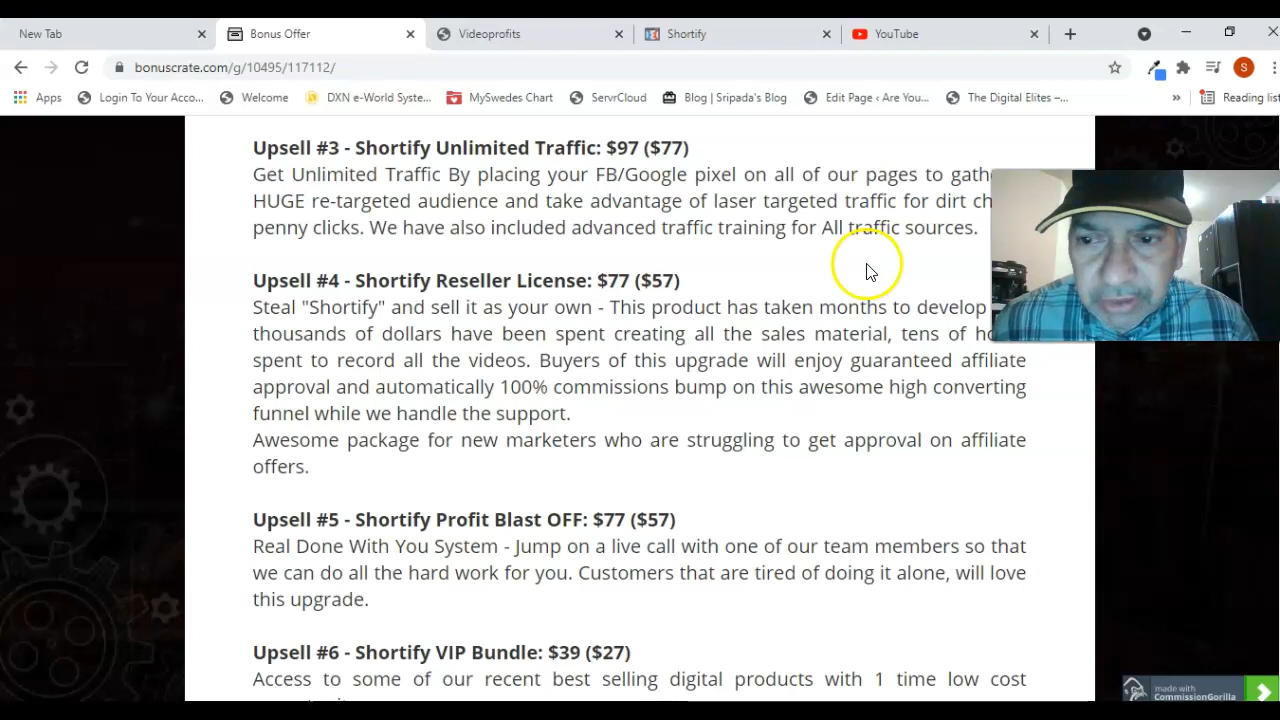 New Tab
Bonus Offer
Videoprofits
Shortify
YouTube
bonuscrate.com/g/10495/117112/
S
Apps
Login To Your Acco...
Welcome
DXN e-World Syste...
MySwedes Chart
ServrCloud
Blog | Sripada's Blog
Edit Page ‹ Are You...
The Digital Elites –...
»
Reading list
Upsell #3 - Shortify Unlimited Traffic: $97 ($77)
Get Unlimited Traffic By placing your FB/Google pixel on all of our pages to gath
HUGE re-targeted audience and take advantage of laser targeted traffic for dirt ch
penny clicks. We have also included advanced traffic training for All traffic sources.
Upsell #4 - Shortify Reseller License: $77 ($57)
Steal "Shortify" and sell it as your own - This product has taken months to develop
thousands of dollars have been spent creating all the sales material, tens of ho
spent to record all the videos. Buyers of this upgrade will enjoy guaranteed affiliate
approval and automatically 100% commissions bump on this awesome high converting
funnel while we handle the support.
Awesome package for new marketers who are struggling to get approval on affiliate
offers.
Upsell #5 - Shortify Profit Blast OFF: $77 ($57)
Real Done With You System - Jump on a live call with one of our team members so that
we can do all the hard work for you. Customers that are tired of doing it alone, will love
this upgrade.
Upsell #6 - Shortify VIP Bundle: $39 ($27)
Access to some of our recent best selling digital products with 1 time low cost
made with
CommissionGorilla